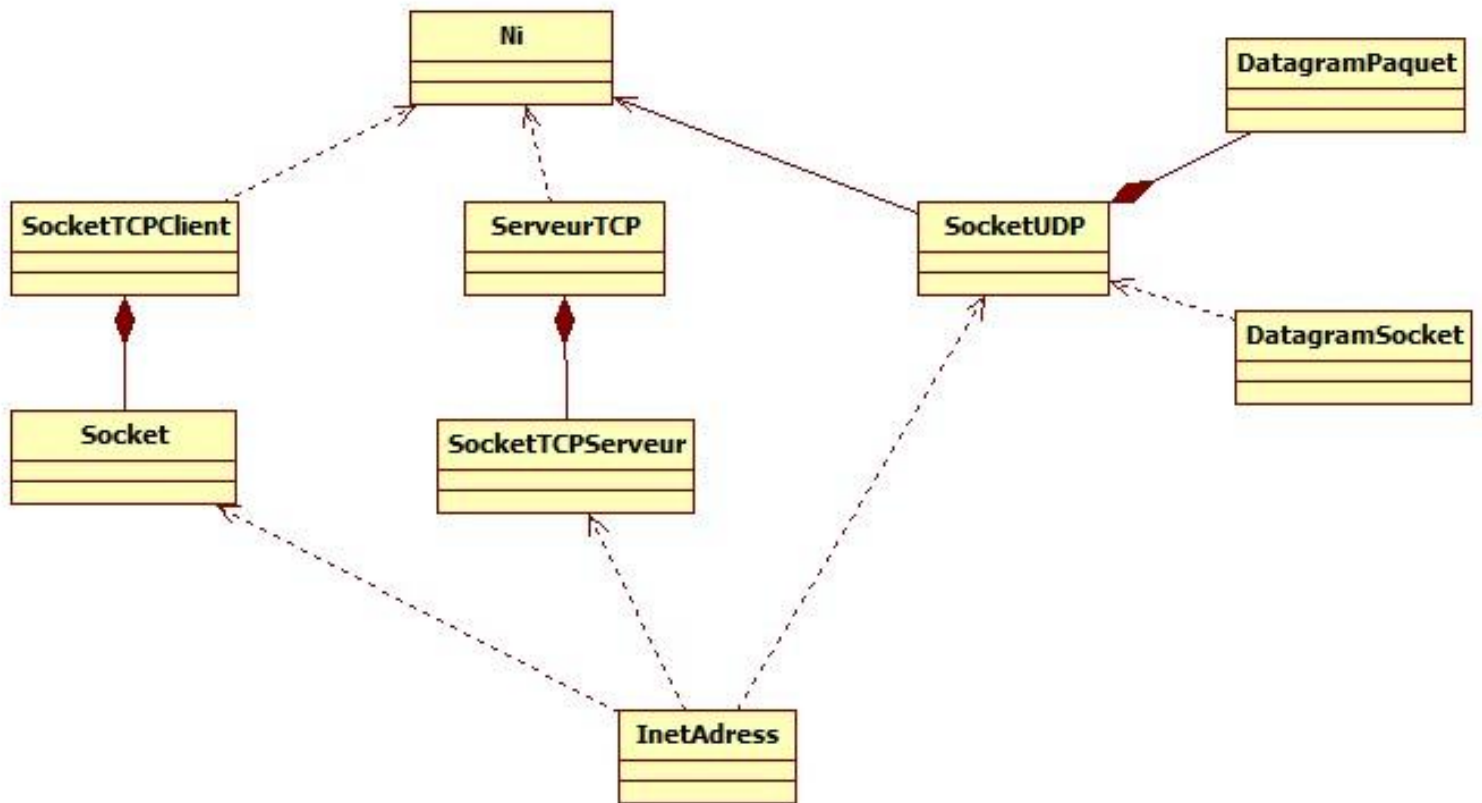 Ni
DatagramPaquet
SocketTCPClient
ServeurTCP
SocketUDP
DatagramSocket
Socket
SocketTCPServeur
InetAdress